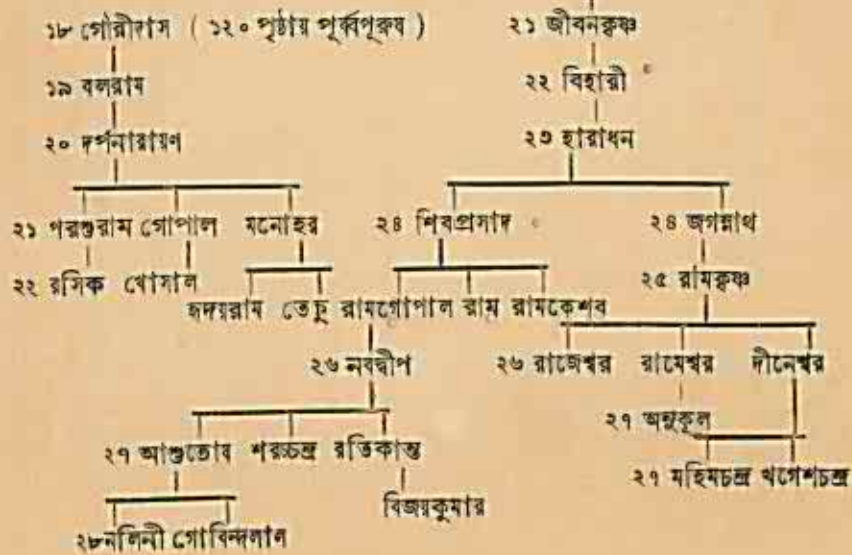 ১৮ গৌরীদাস ( ১২০ পৃষ্ঠায় পূর্ব্বপুরুষ ) ২১ জীবনকৃষ্ণ
১৯ বলরাম ২২ বিহারী
২০ দর্পনারায়ণ ২৩ হারাধন
২১ পরশুরাম গোপাল মনোহর ২৪ শিবপ্রসাদ ২৪ জগন্নাথ
২২ রসিক খোসাল ২৫ রামকৃষ্ণ
হৃদয়রাম তেচু রামগোপাল রাম রামকেশব
২৬ নবদ্বীপ ২৬ রাজেশ্বর রামেশ্বর দীনেশ্বর
২৭ অনুকূল
২৭ আশুতোষ শরচ্চন্দ্র রতিকান্ত
২৭ মহিমচন্দ্র খগেশচন্দ্র
বিজয়কুমার
২৮নলিনী গোবিন্দলাল